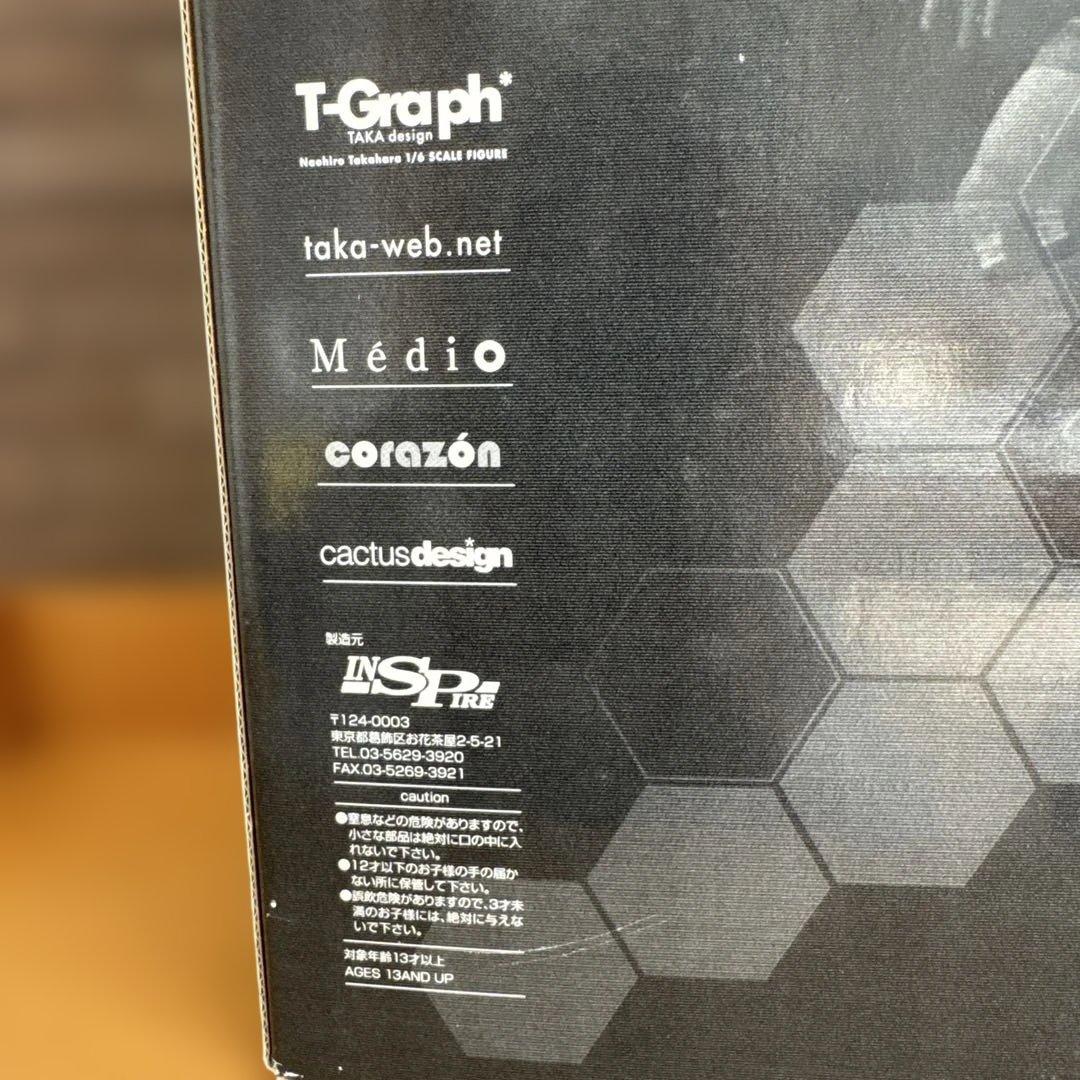 T-Graph*
TAKA design
Naohiro Takahara 1/6 SCALE FIGURE
taka-web.net
Médio
corazón
cactusdesign
製造元
INSPIRE
〒124-0003
東京都葛飾区お花茶屋2-5-21
TEL.03-5629-3920
FAX.03-5269-3921
caution
●窒息などの危険がありますので、
小さな部品は絶対に口の中に入
れないで下さい。
●12才以下のお子様の手の届か
ない所に保管して下さい。
●誤飲危険がありますので、3才未
満のお子様には、絶対に与えな
いで下さい。
対象年齢13才以上
AGES 13AND UP